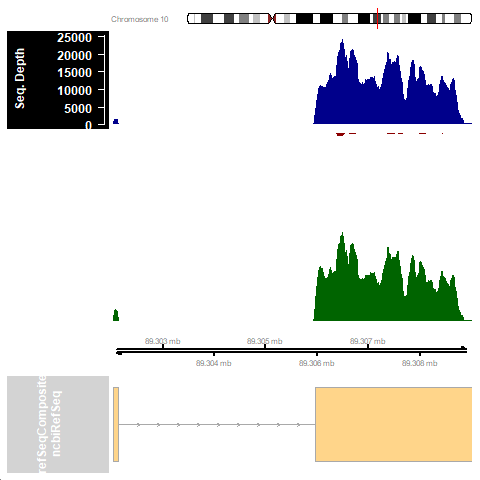 Chromosome 10
25000
20000
15000
10000
5000
0
Seq. Depth
89.303 mb
89.305 mb
89.307 mb
89.304 mb
89.306 mb
89.308 mb
refSeqComposite
ncbiRefSeq